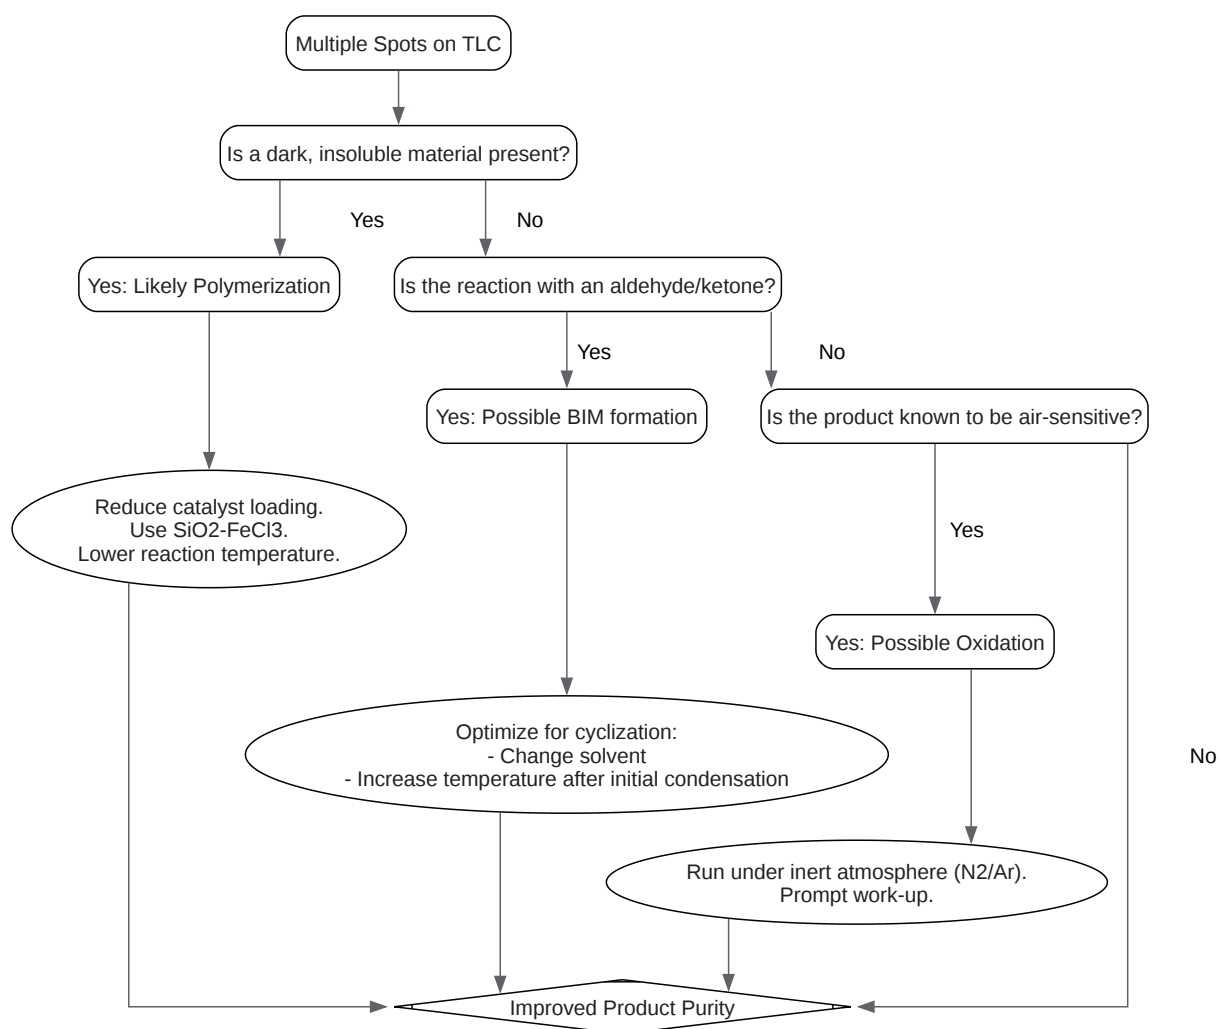 Multiple Spots on TLC
Is a dark, insoluble material present?
Yes
No
Yes: Likely Polymerization
Is the reaction with an aldehyde/ketone?
Yes
No
Yes: Possible BIM formation
Is the product known to be air-sensitive?
Reduce catalyst loading.
Use SiO2-FeCl3.
Lower reaction temperature.
Yes
Yes: Possible Oxidation
Optimize for cyclization:
- Change solvent
- Increase temperature after initial condensation
No
Run under inert atmosphere (N2/Ar).
Prompt work-up.
Improved Product Purity